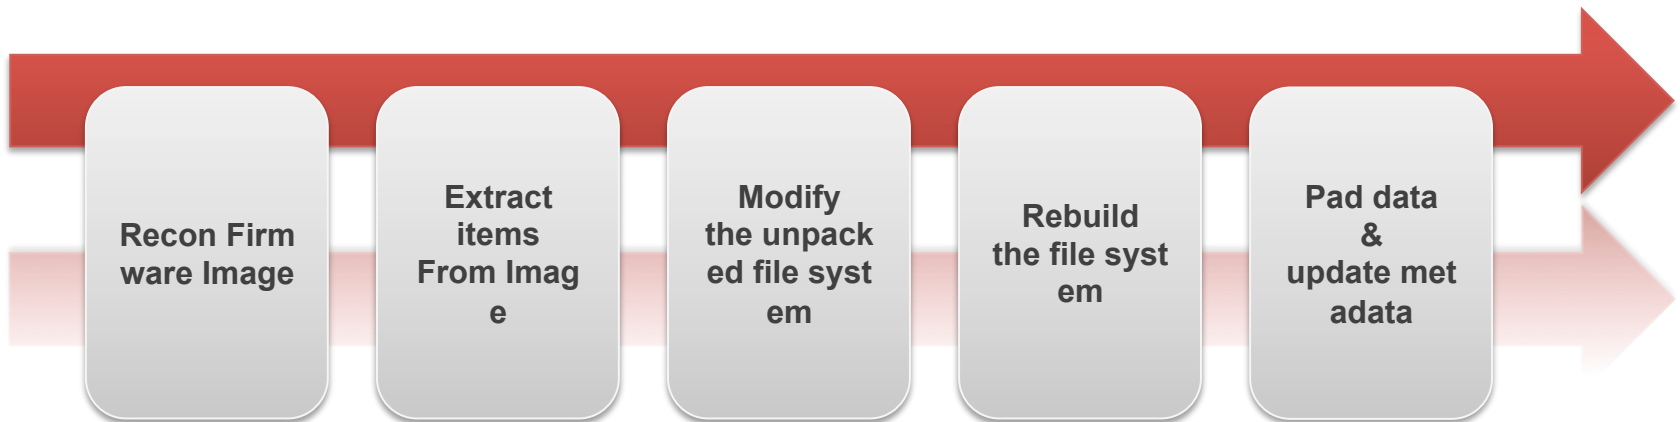 Recon Firm
ware Image
Extract
items
From Imag
e
Modify
the unpack
ed file syst
em
Rebuild
the file syst
em
Pad data
&
update met
adata